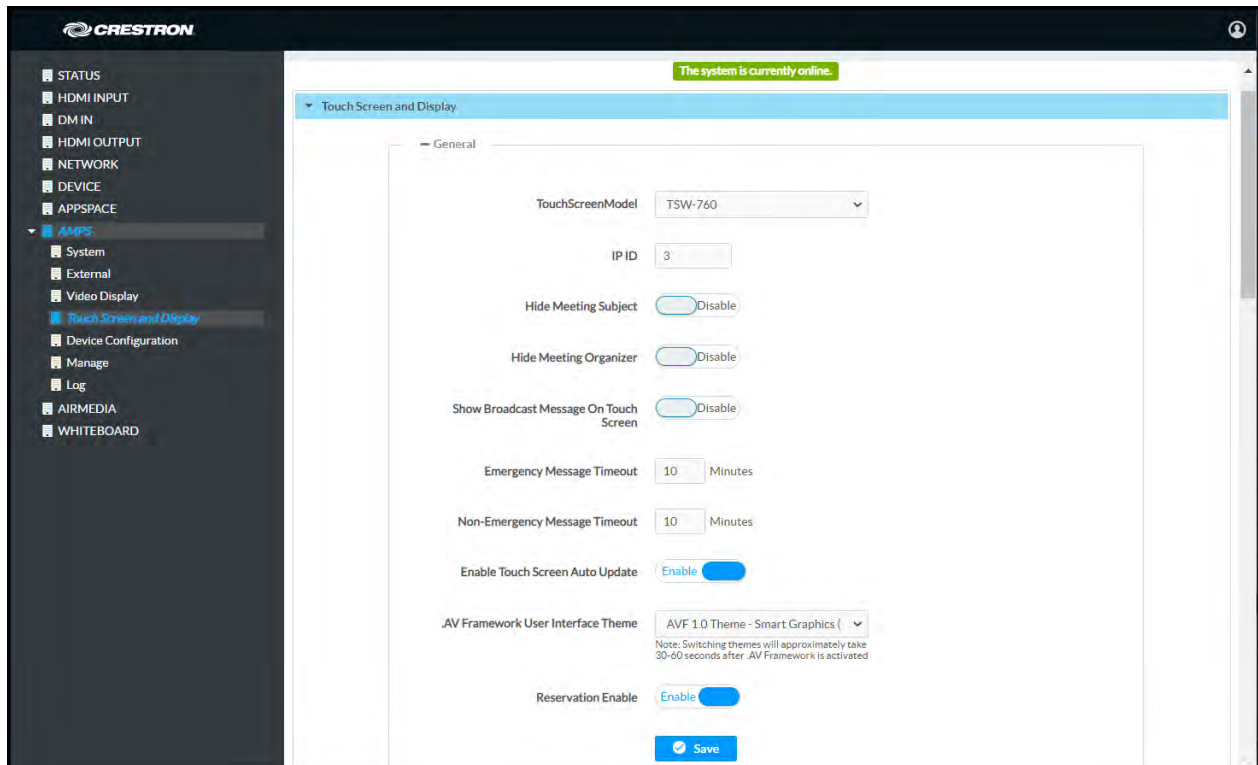 CRESTRON
The system is currently online.
STATUS
HDMI INPUT
DM IN
HDMI OUTPUT
NETWORK
DEVICE
APPSPACE
AMPS
System
External
Video Display
Touch Screen and Display
Device Configuration
Manage
Log
AIRMEDIA
WHITEBOARD
Touch Screen and Display
General
TouchScreenModel TSW-760
IP ID 3
Hide Meeting Subject Disable
Hide Meeting Organizer Disable
Show Broadcast Message On Touch Disable
Screen
Emergency Message Timeout 10 Minutes
Non-Emergency Message Timeout 10 Minutes
Enable Touch Screen Auto Update Enable
.AV Framework User Interface Theme AVF 1.0 Theme - Smart Graphics (
Note: Switching themes will approximately take
30-60 seconds after .AV Framework is activated
Reservation Enable Enable
Save